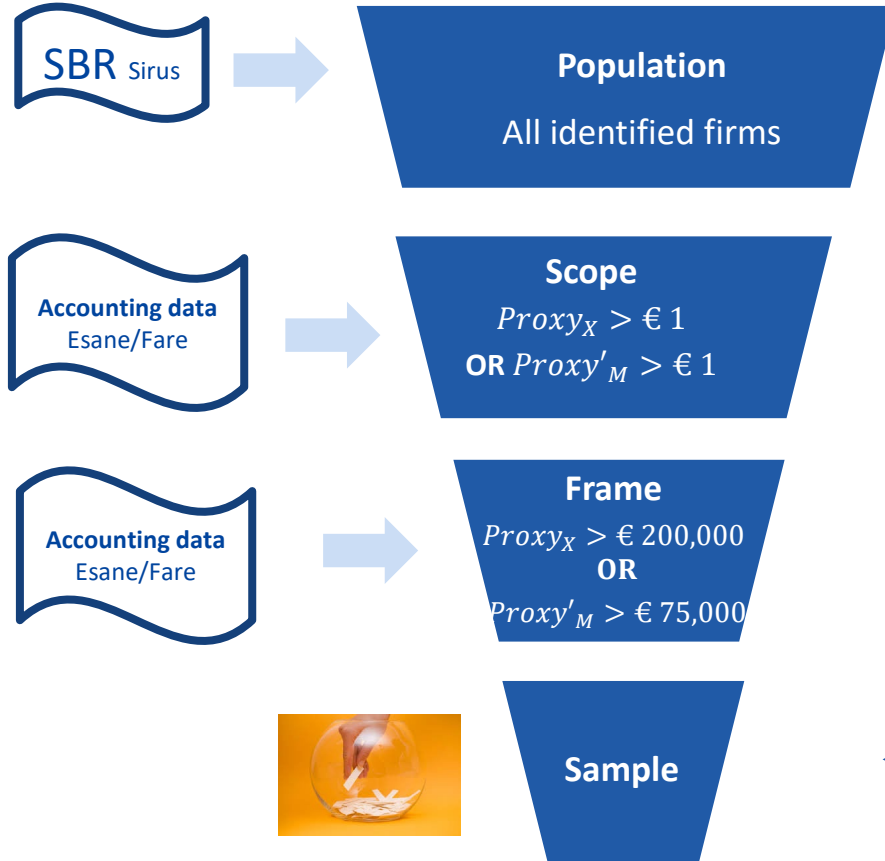 SBR Sirus
Population
All identified firms
Accounting data
Esane/Fare
Scope
Proxy_X > € 1
OR Proxy'_M > € 1
Accounting data
Esane/Fare
Frame
Proxy_X > € 200,000
OR
Proxy'_M > € 75,000
Sample